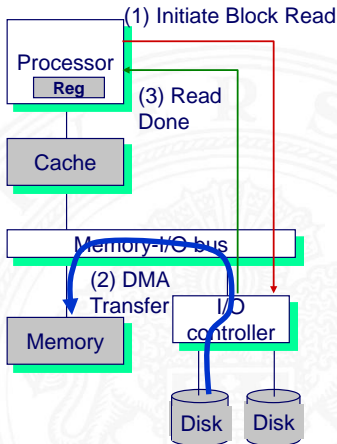 (1) Initiate Block Read
Processor
Reg
(3) Read
Done
Cache
Memory-I/O bus
(2) DMA
Transfer
I/O
controller
Memory
Disk
Disk